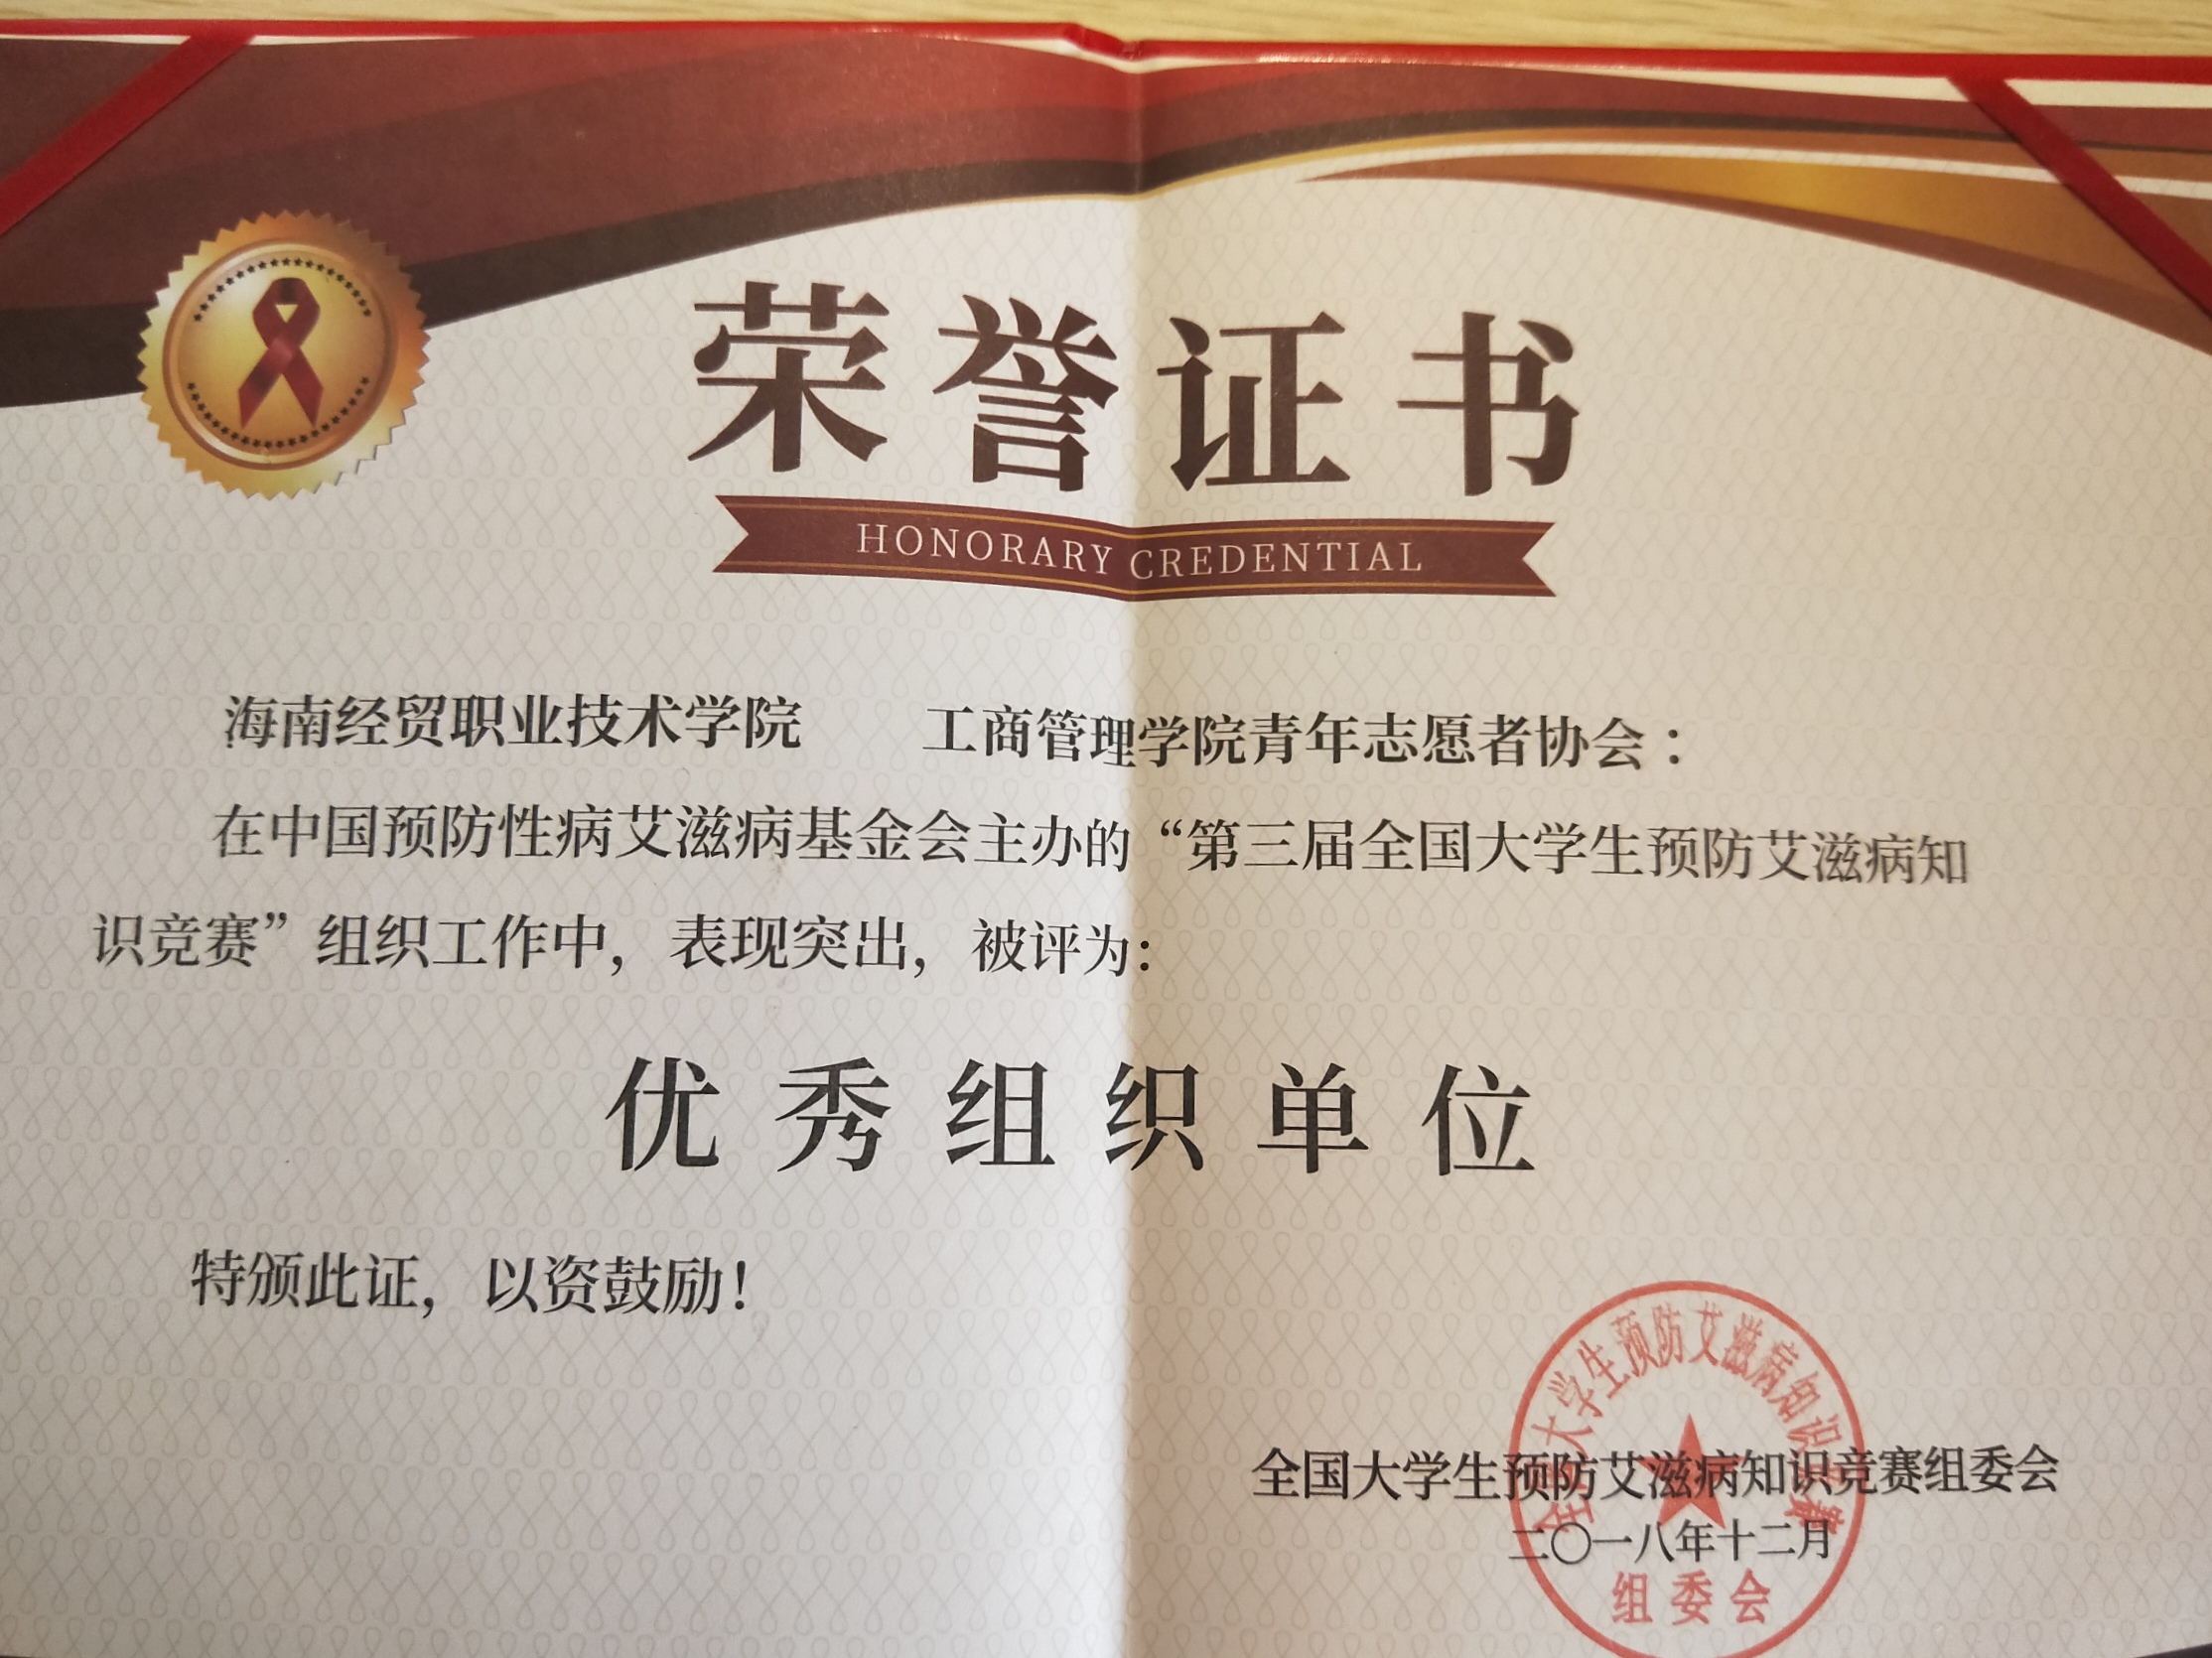 荣誉证书
HONORARY CREDENTIAL
海南经贸职业技术学院 工商管理学院青年志愿者协会：
在中国预防性病艾滋病基金会主办的“第三届全国大学生预防艾滋病知
识竞赛”组织工作中，表现突出，被评为：
优秀组织单位
特颁此证，以资鼓励！
全国大学生预防艾滋病知识竞赛组委会
二〇一八年十二月
全国大学生预防艾滋病知识竞赛
组委会